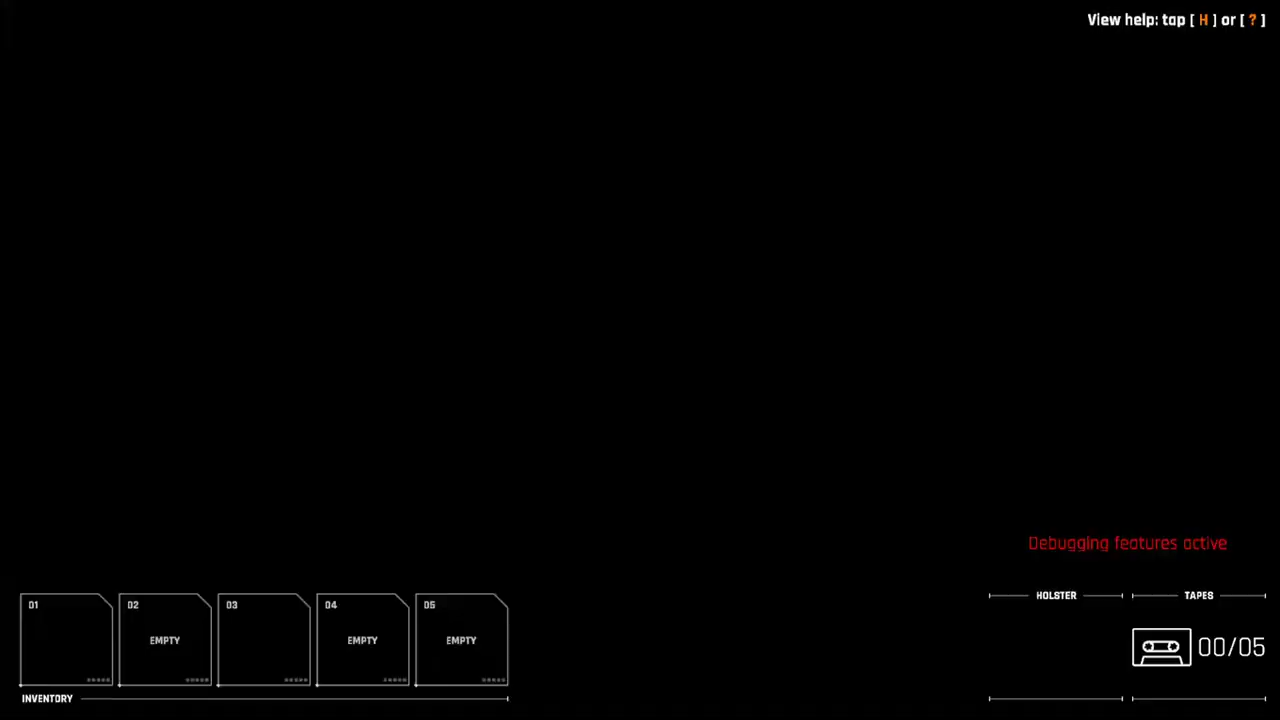 View help: tap [ H ] or [ ? ]
Debugging features active
HOLSTER
TAPES
00/05
01
02
EMPTY
03
04
EMPTY
05
EMPTY
INVENTORY